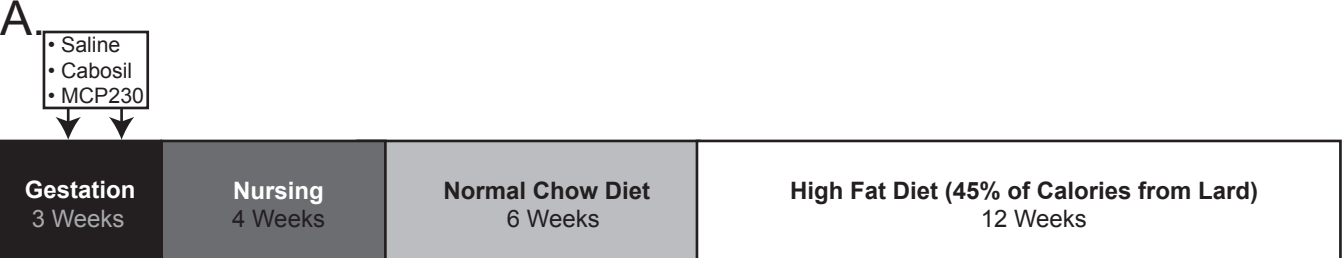 A.
• Saline
• Cabosil
• MCP230
Gestation
3 Weeks
Nursing
4 Weeks
Normal Chow Diet
6 Weeks
High Fat Diet (45% of Calories from Lard)
12 Weeks